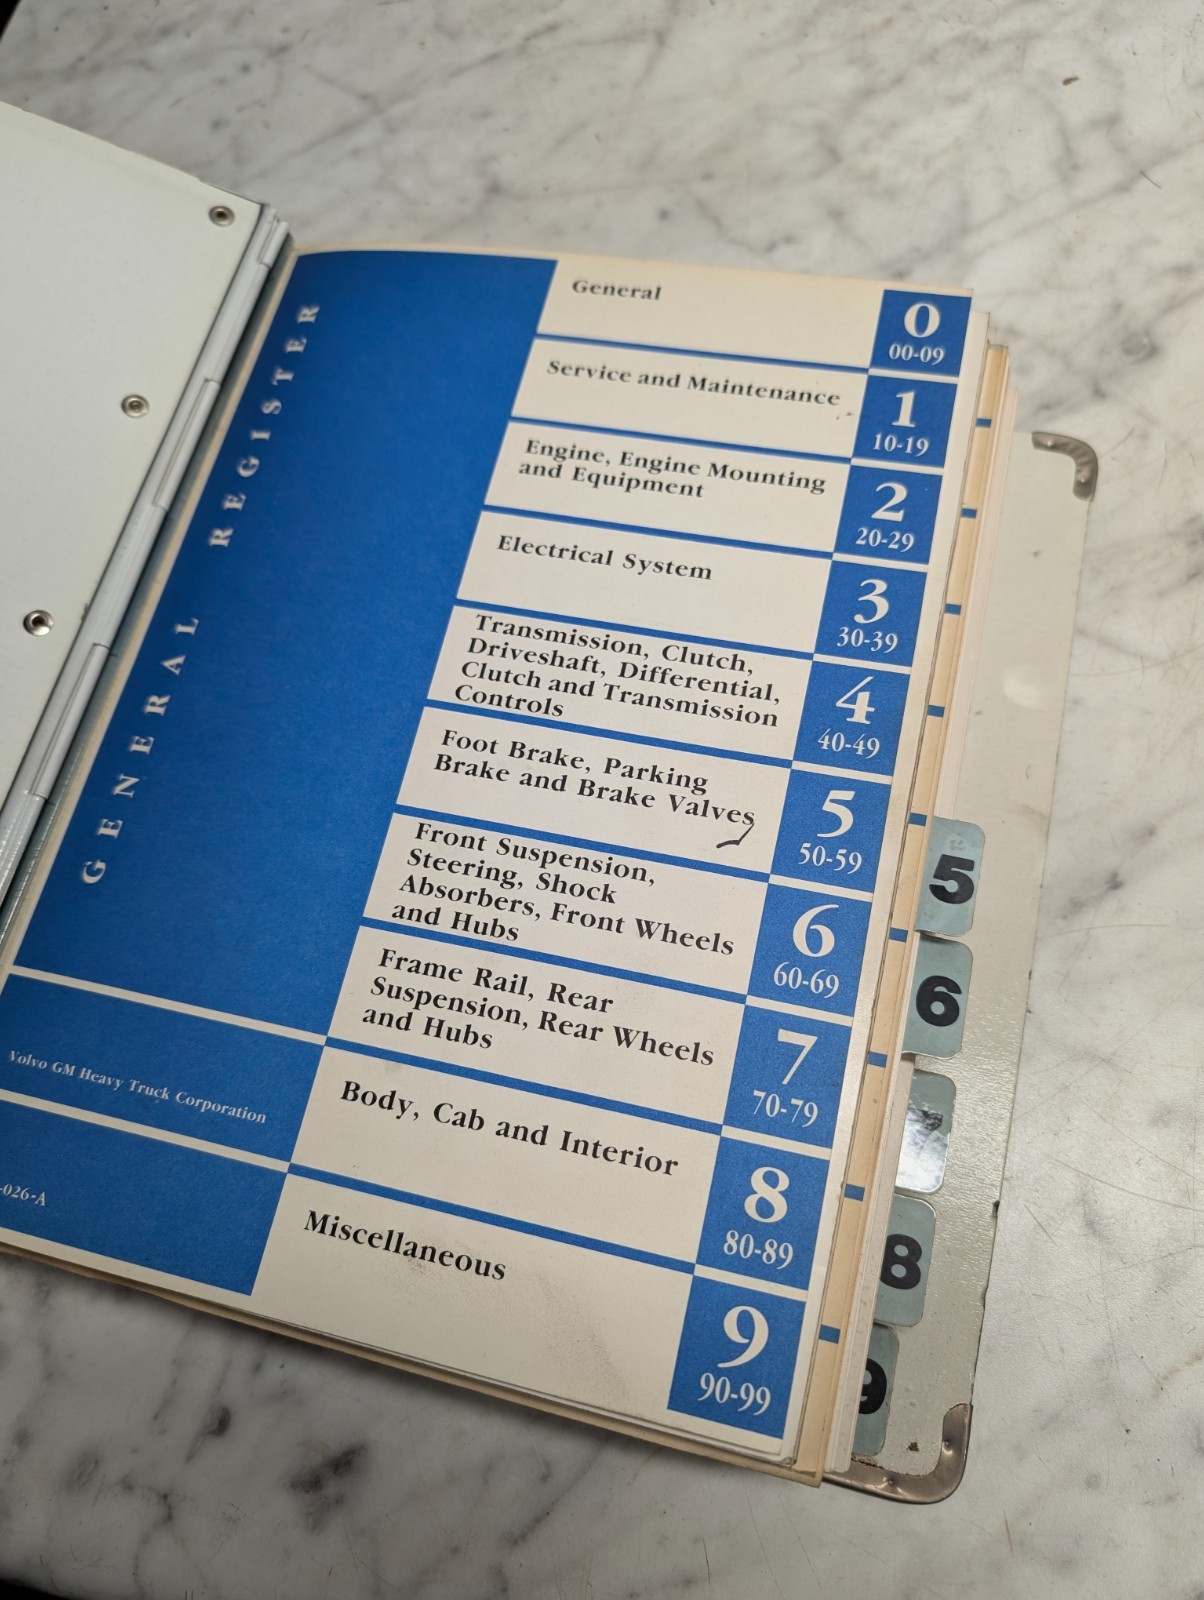 GENERAL REGISTER
General
0
00-09
Service and Maintenance
1
10-19
Engine, Engine Mounting
and Equipment
2
20-29
Electrical System
3
30-39
Transmission, Clutch,
Driveshaft, Differential,
Clutch and Transmission
Controls
4
40-49
Foot Brake, Parking
Brake and Brake Valves
5
50-59
Front Suspension,
Steering, Shock
Absorbers, Front Wheels
and Hubs
6
60-69
Frame Rail, Rear
Suspension, Rear Wheels
and Hubs
7
70-79
Body, Cab and Interior
8
80-89
Miscellaneous
9
90-99
Volvo GM Heavy Truck Corporation
-026-A
5
6
8
9